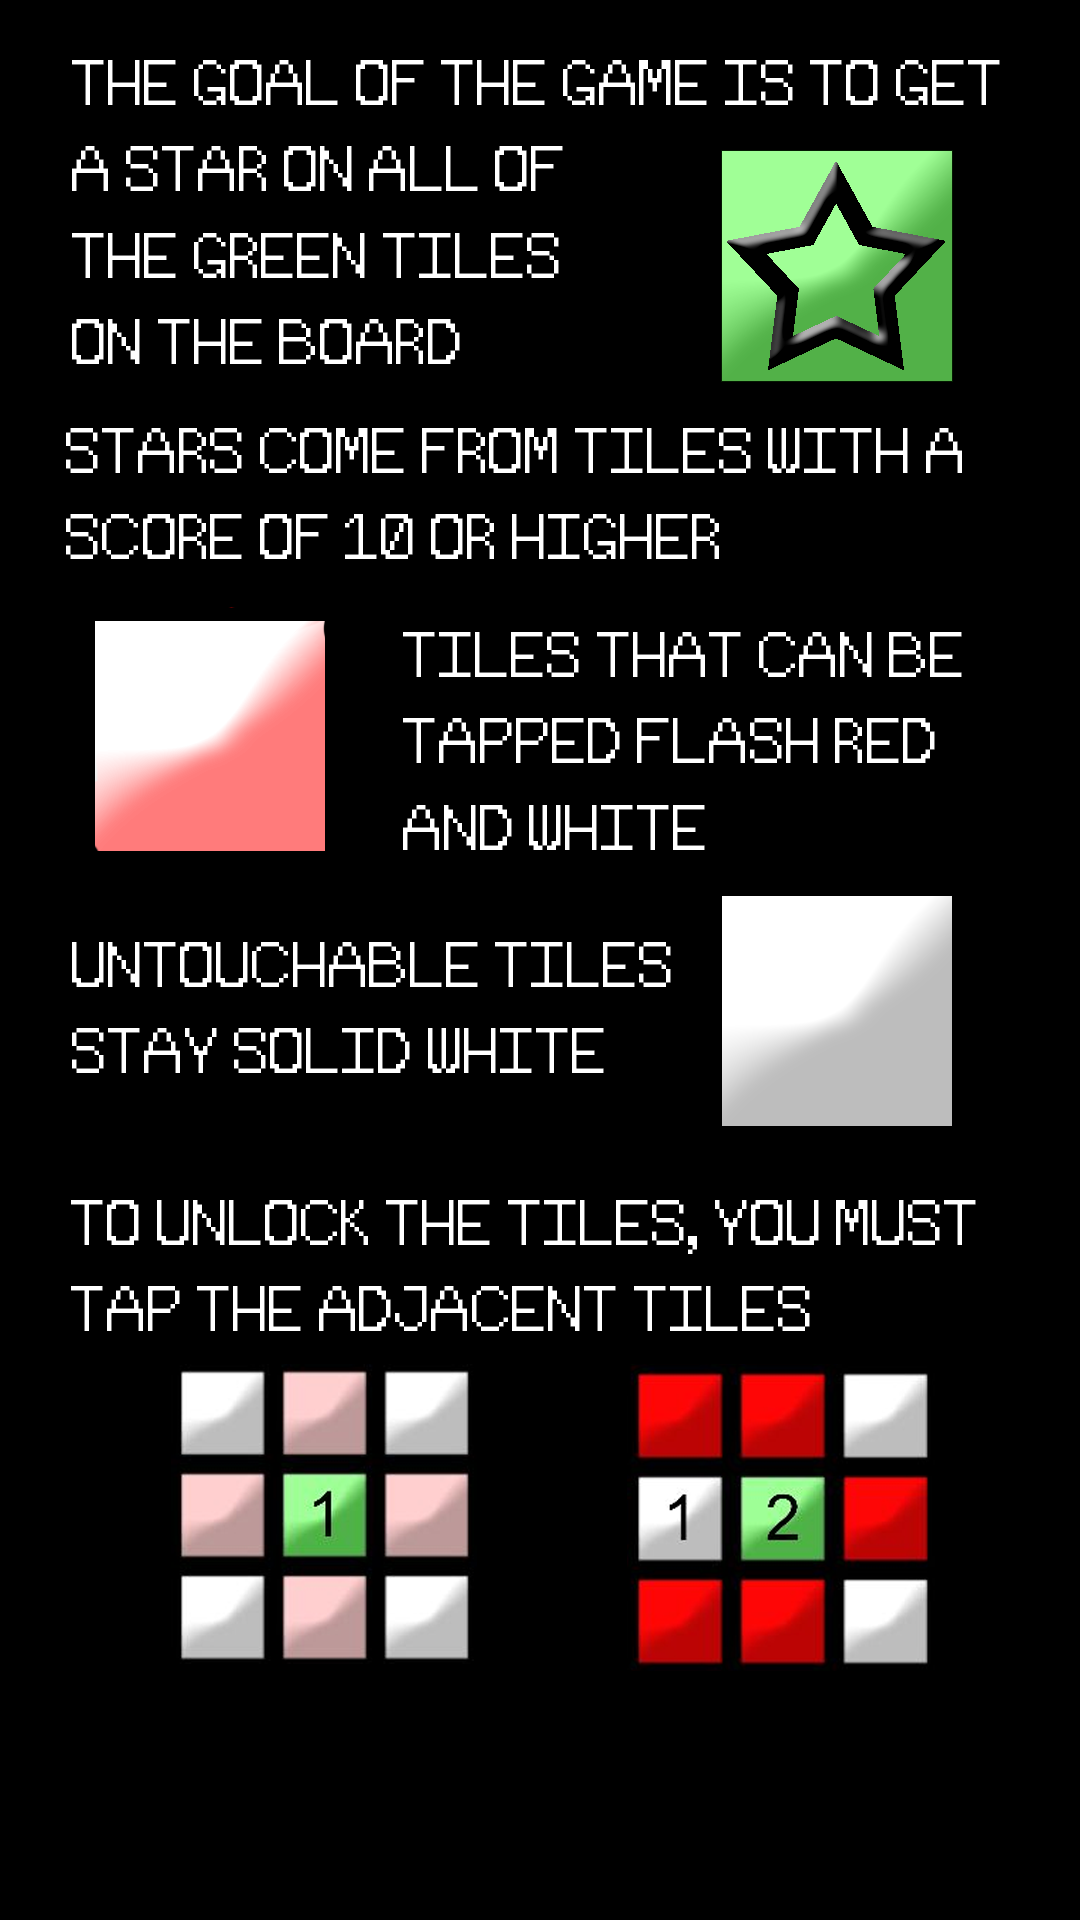 THE GOAL OF THE GAME IS TO GET
A STAR ON ALL OF
THE GREEN TILES
ON THE BOARD
STARS COME FROM TILES WITH A
SCORE OF 10 OR HIGHER
TILES THAT CAN BE
TAPPED FLASH RED
AND WHITE
UNTOUCHABLE TILES
STAY SOLID WHITE
TO UNLOCK THE TILES, YOU MUST
TAP THE ADJACENT TILES
1
1 2